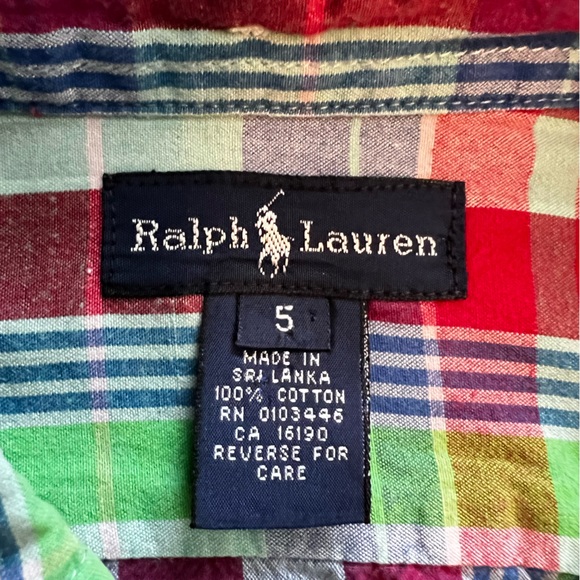 Ralph Lauren
5
MADE IN
SRI LANKA
100% COTTON
RN 0103446
CA 16190
REVERSE FOR
CARE